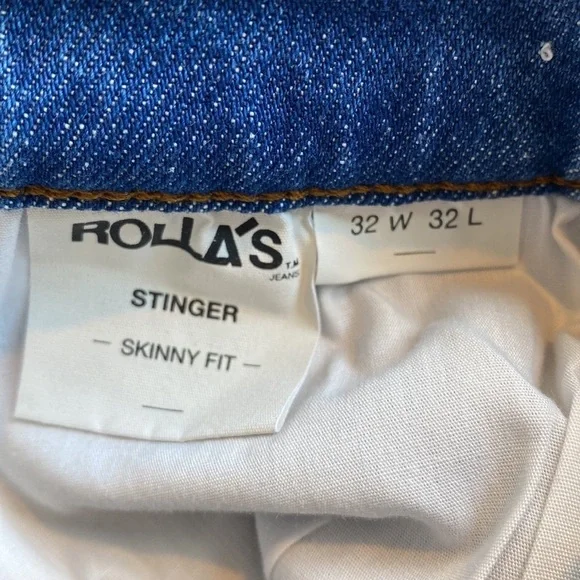 ROLLA'S
T.M
JEANS
STINGER
— SKINNY FIT —
32 W 32 L